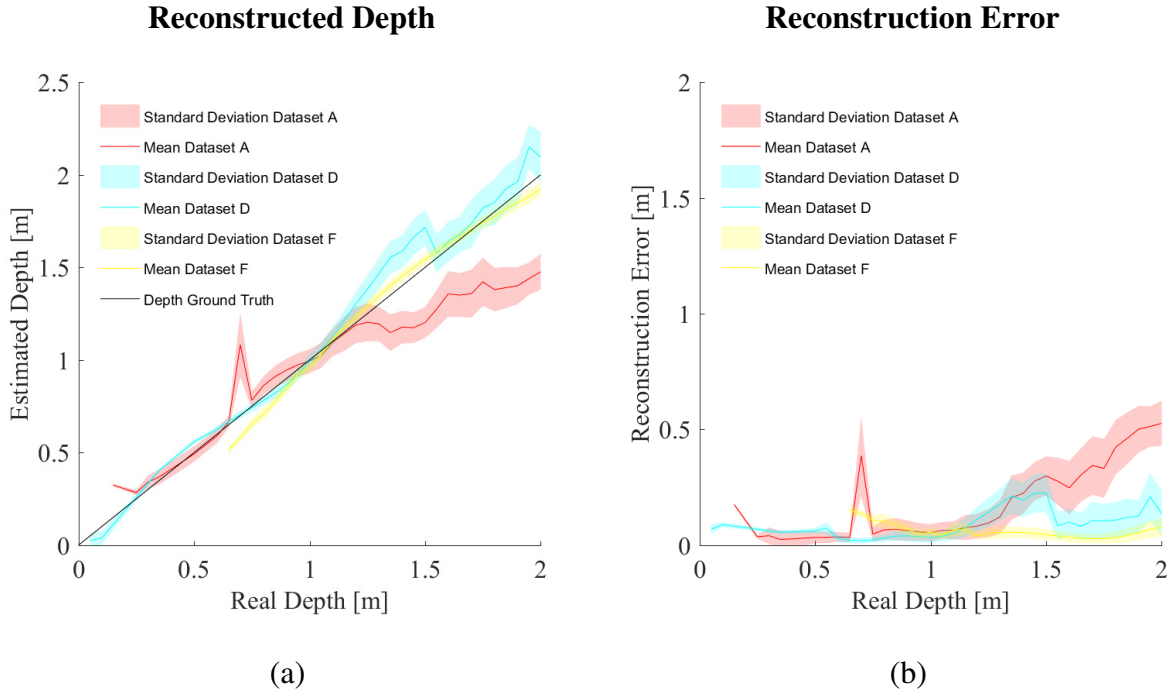 Reconstructed Depth
2.5
2
1.5
1
0.5
0
Estimated Depth [m]
Standard Deviation Dataset A
Mean Dataset A
Standard Deviation Dataset D
Mean Dataset D
Standard Deviation Dataset F
Mean Dataset F
Depth Ground Truth
0
0.5
1
1.5
2
Real Depth [m]
(a)
Reconstruction Error
2
1.5
1
0.5
0
Reconstruction Error [m]
Standard Deviation Dataset A
Mean Dataset A
Standard Deviation Dataset D
Mean Dataset D
Standard Deviation Dataset F
Mean Dataset F
0
0.5
1
1.5
2
Real Depth [m]
(b)